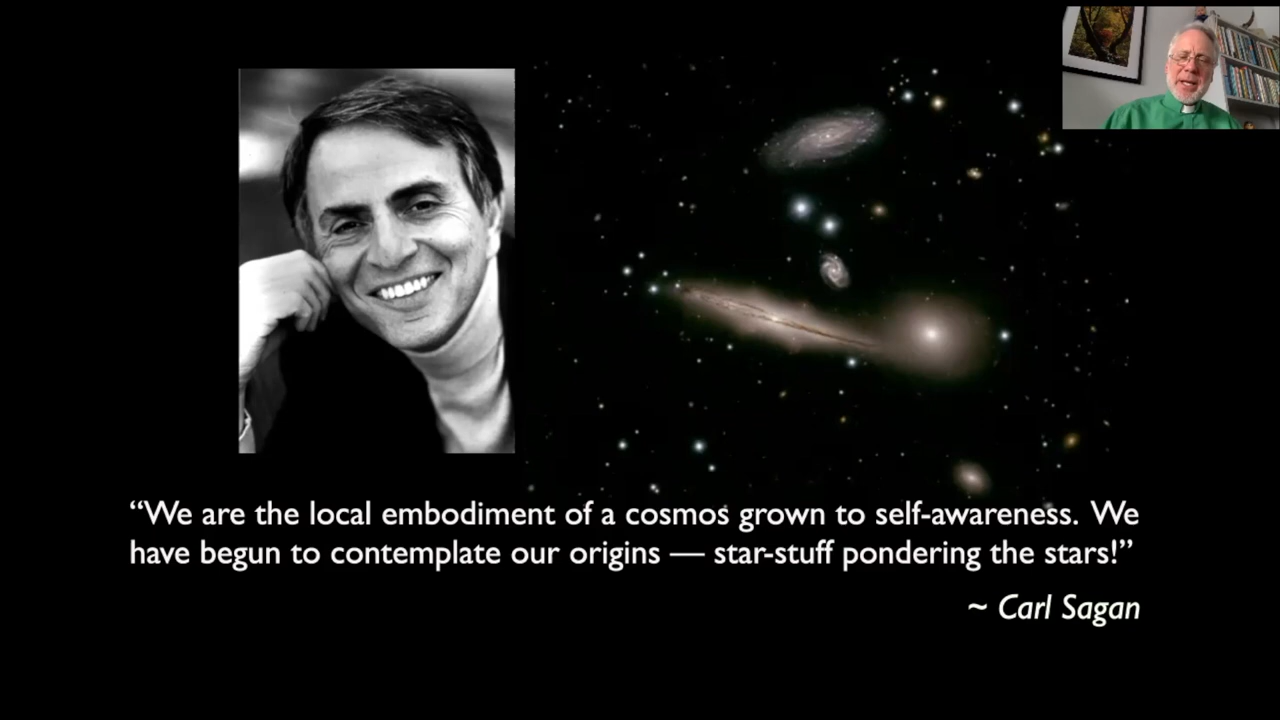 “We are the local embodiment of a cosmos grown to self-awareness. We
have begun to contemplate our origins — star-stuff pondering the stars!”
~ Carl Sagan